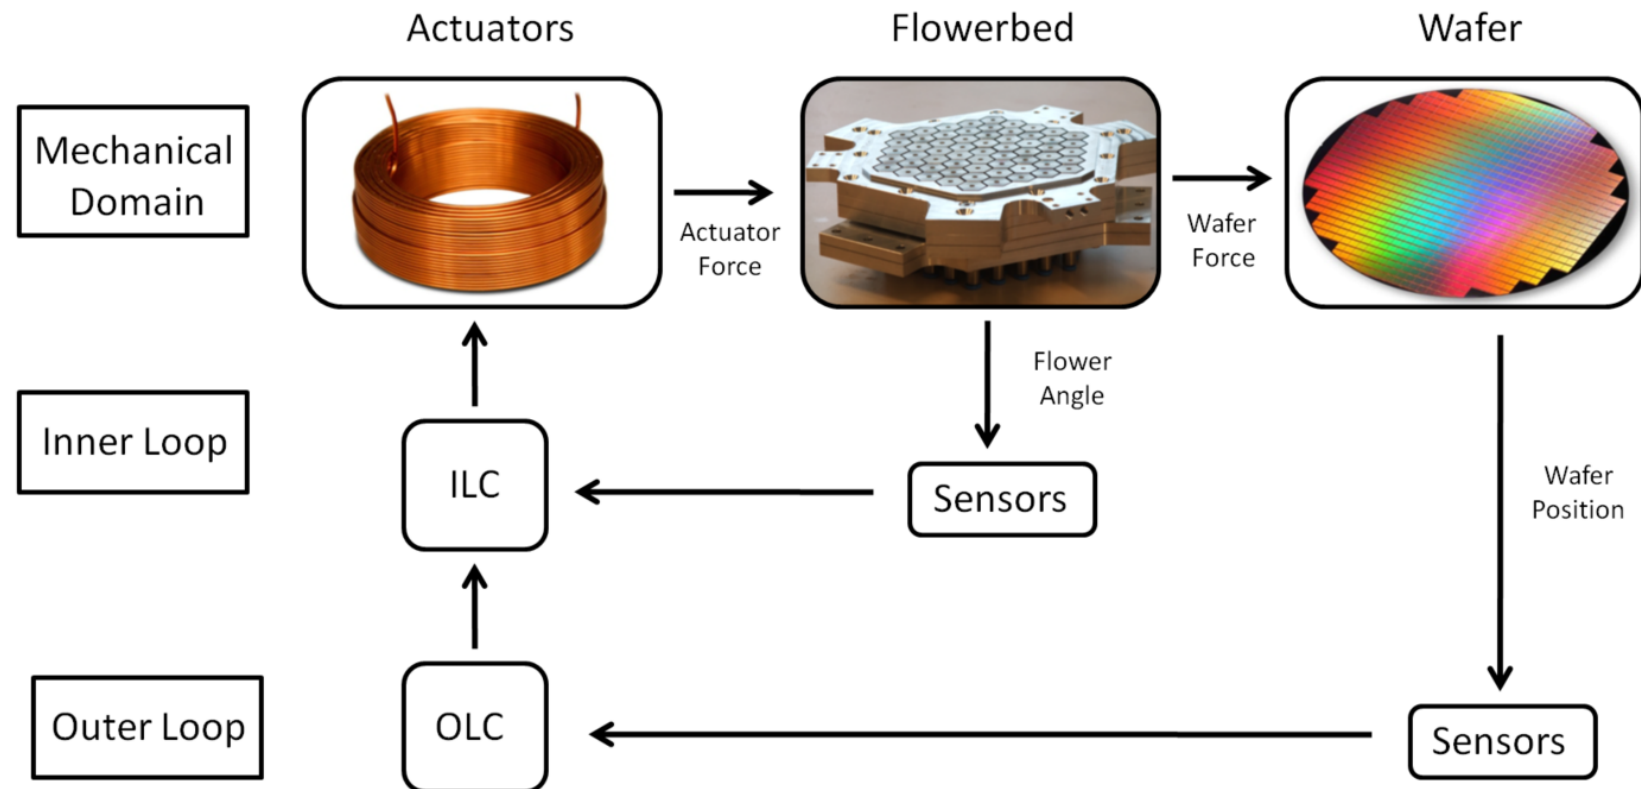 Actuators
Flowerbed
Wafer
Mechanical
Domain
Actuator
Force
Wafer
Force
Flower
Angle
Inner Loop
ILC
Sensors
Wafer
Position
Outer Loop
OLC
Sensors